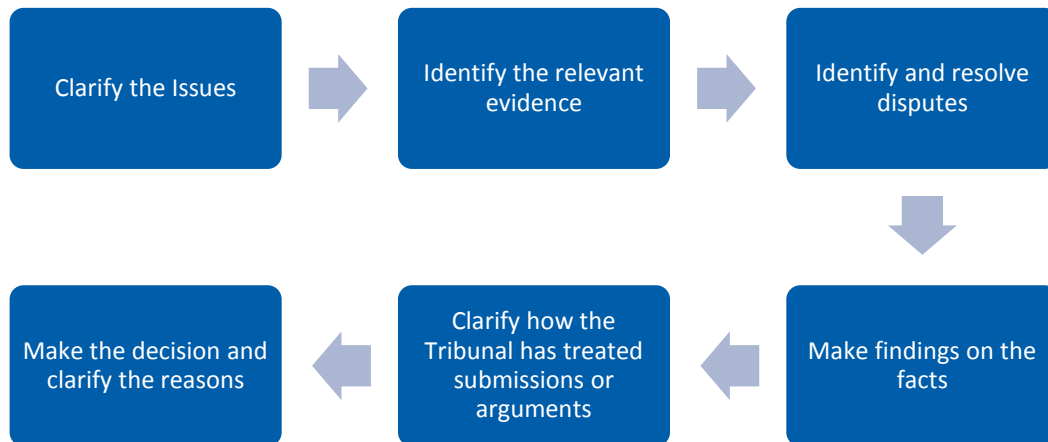 Clarify the Issues
Identify the relevant
evidence
Identify and resolve
disputes
Make findings on the
facts
Clarify how the
Tribunal has treated
submissions or
arguments
Make the decision and
clarify the reasons